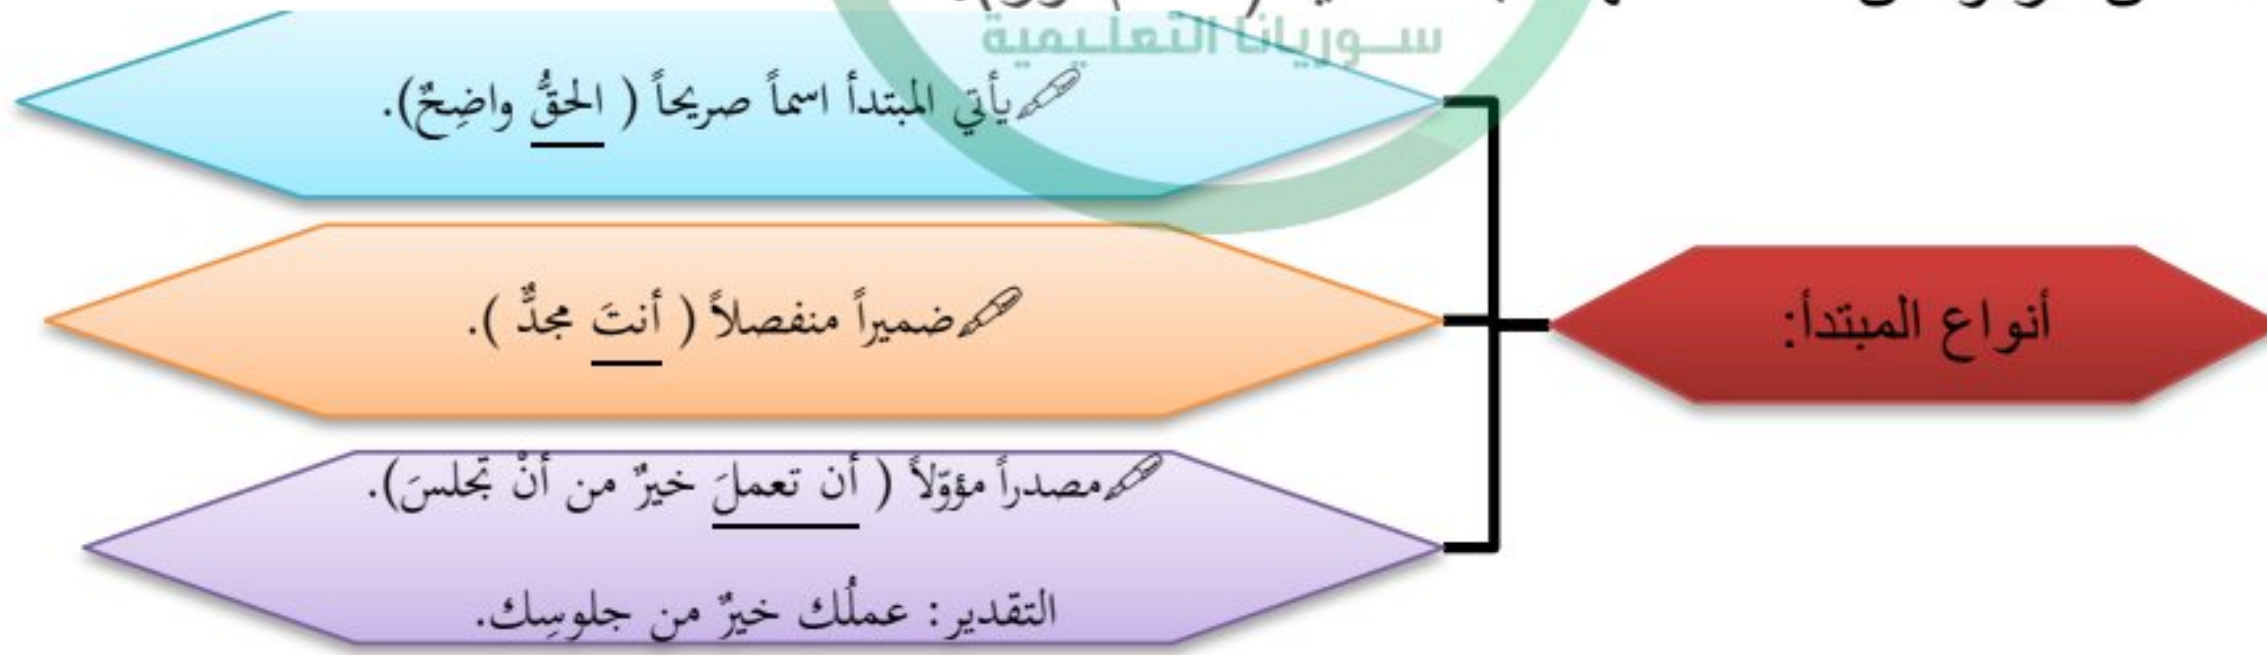 سوريانا التعليمية
يأتي المبتدأ اسماً صريحاً ( الحقُّ واضِحٌ).
ضميراً منفصلاً ( أنتَ مجدٌّ ).
أنواع المبتدأ:
مصدراً مؤوّلاً ( أن تعملَ خيرٌ من أنْ تجلسَ).
التقدير: عملُك خيرٌ من جلوسِك.